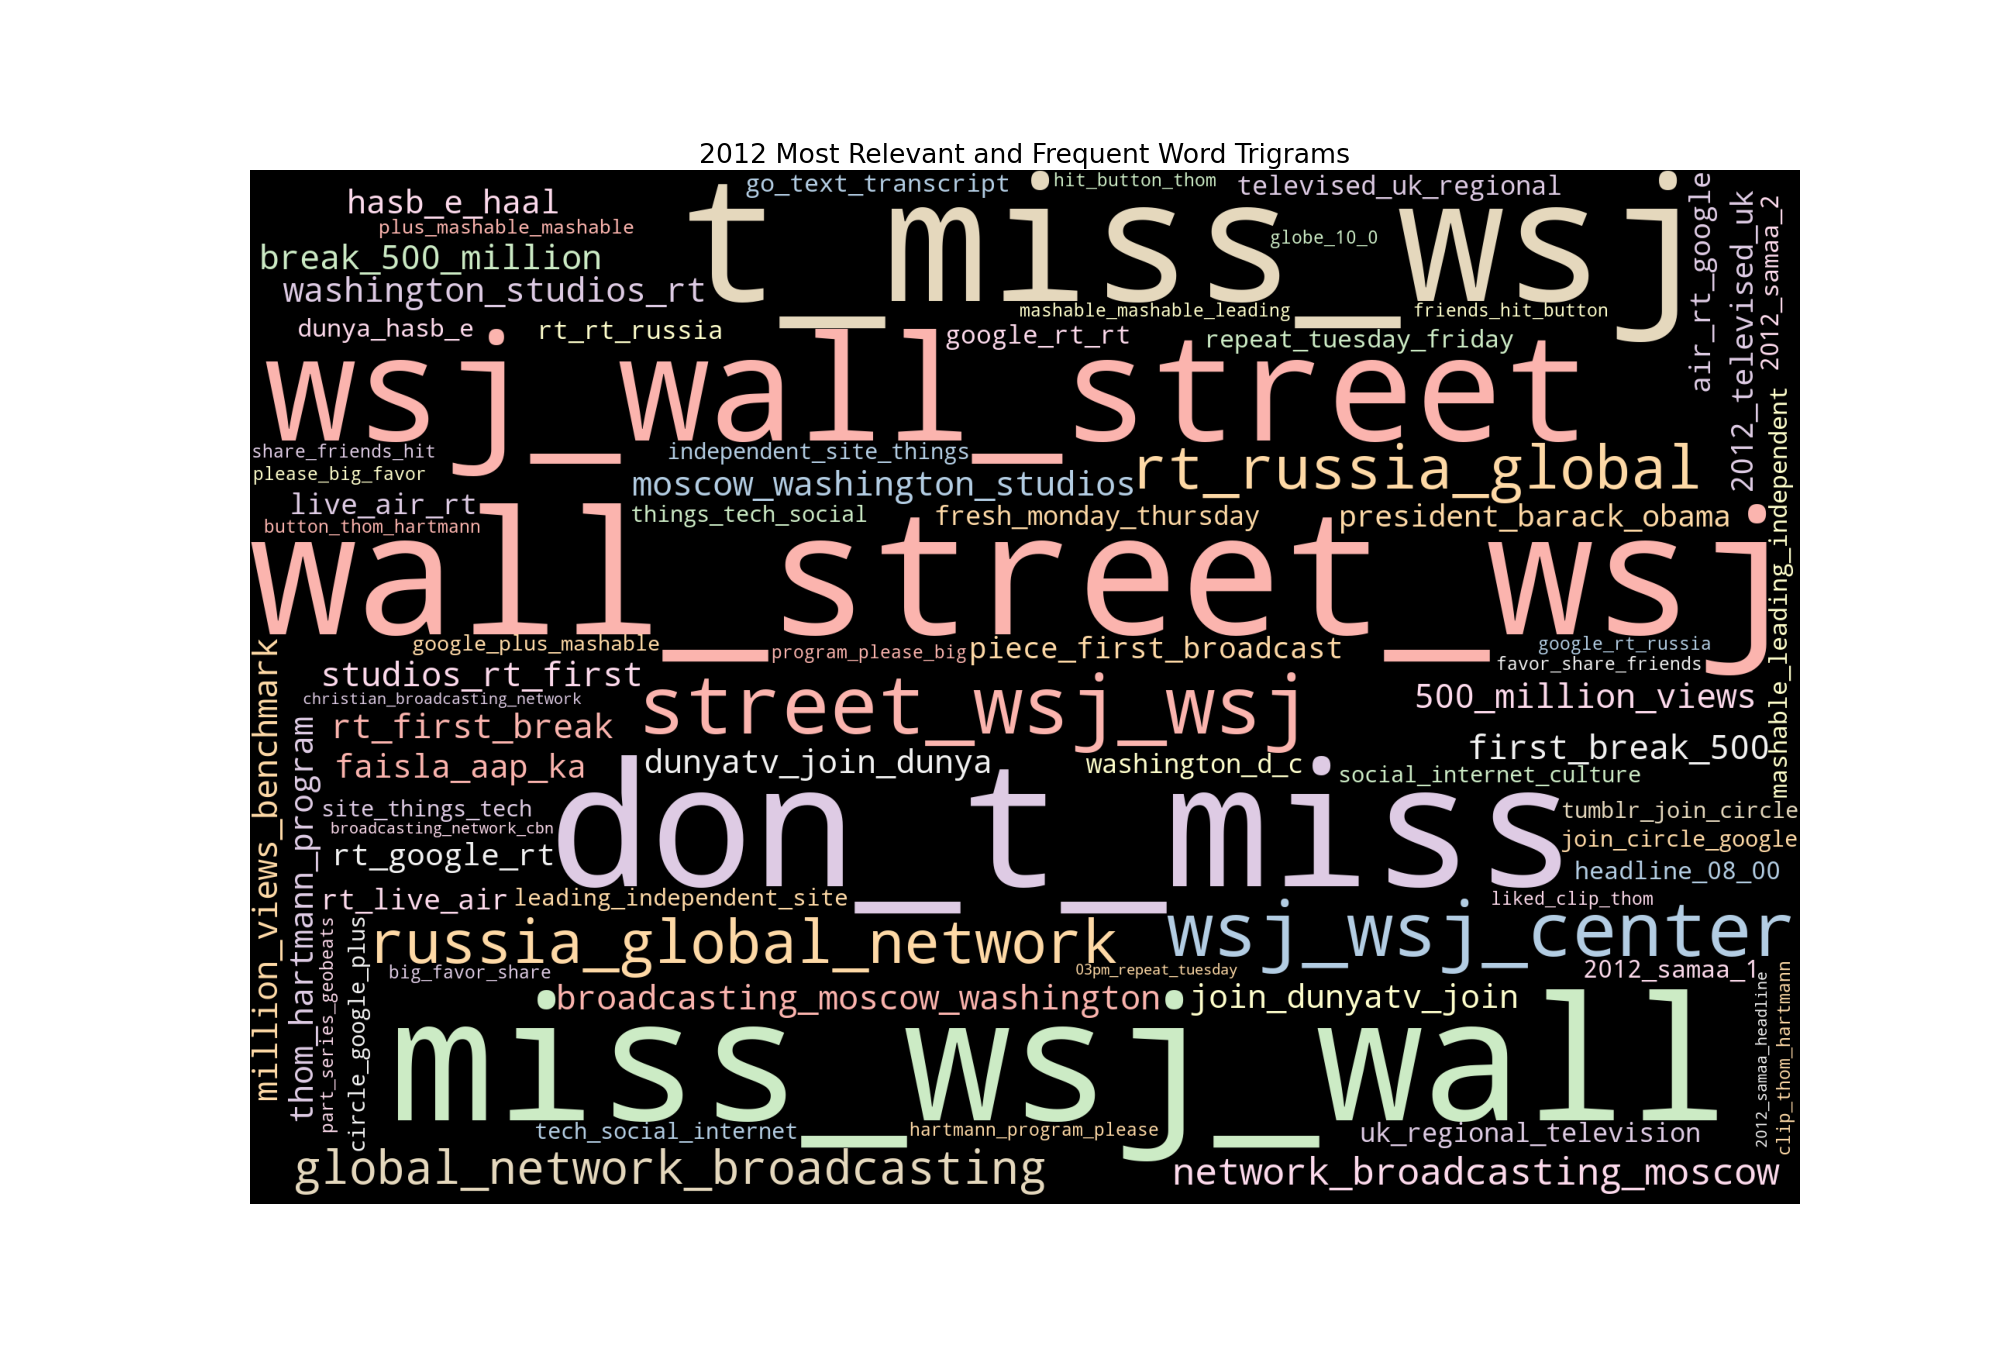 2012 Most Relevant and Frequent Word Trigrams
go_text_transcript
hit_button_thom
televised_uk_regional
hasb_e_haal
plus_mashable_mashable
t_miss_wsj
globe_10_0
break_500_million
washington_studios_rt
mashable_mashable_leading
friends_hit_button
air_rt_google
2012_televised_uk
2012_samaa_2
dunya_hasb_e
rt_rt_russia
google_rt_rt
repeat_tuesday_friday
wsj_wall_street
share_friends_hit
independent_site_things
please_big_favor
moscow_washington_studios
rt_russia_global
live_air_rt
things_tech_social
fresh_monday_thursday
president_barack_obama
button_thom_hartmann
mashable_leading_independent
wall_street_wsj
google_plus_mashable
program_please_big
piece_first_broadcast
google_rt_russia
favor_share_friends
studios_rt_first
christian_broadcasting_network
street_wsj_wsj
500_million_views
rt_first_break
first_break_500
faisla_aap_ka
dunyatv_join_dunya
washington_d_c
social_internet_culture
million_views_benchmark
thom_hartmann_program
site_things_tech
broadcasting_network_cbn
don_t_miss
tumblr_join_circle
join_circle_google
rt_google_rt
headline_08_00
rt_live_air
leading_independent_site
liked_clip_thom
part_series_geobeats
circle_google_plus
russia_global_network
wsj_wsj_center
big_favor_share
03pm_repeat_tuesday
2012_samaa_1
broadcasting_moscow_washington
join_dunyatv_join
2012_samaa_headline
clip_thom_hartmann
miss_wsj_wall
tech_social_internet
hartmann_program_please
uk_regional_television
global_network_broadcasting
network_broadcasting_moscow